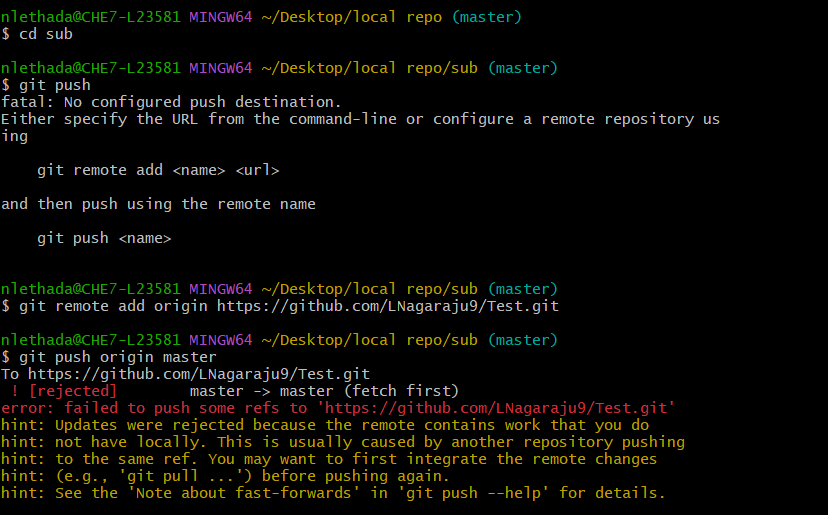 nlethada@CHE7-L23581 MINGW64 ~/Desktop/local repo (master)
$ cd sub
nlethada@CHE7-L23581 MINGW64 ~/Desktop/local repo/sub (master)
$ git push
fatal: No configured push destination.
Either specify the URL from the command-line or configure a remote repository us
ing
git remote add <name> <url>
and then push using the remote name
git push <name>
nlethada@CHE7-L23581 MINGW64 ~/Desktop/local repo/sub (master)
$ git remote add origin https://github.com/LNagaraju9/Test.git
nlethada@CHE7-L23581 MINGW64 ~/Desktop/local repo/sub (master)
$ git push origin master
To https://github.com/LNagaraju9/Test.git
! [rejected] master -> master (fetch first)
error: failed to push some refs to 'https://github.com/LNagaraju9/Test.git'
hint: Updates were rejected because the remote contains work that you do
hint: not have locally. This is usually caused by another repository pushing
hint: to the same ref. You may want to first integrate the remote changes
hint: (e.g., 'git pull ...') before pushing again.
hint: See the 'Note about fast-forwards' in 'git push --help' for details.